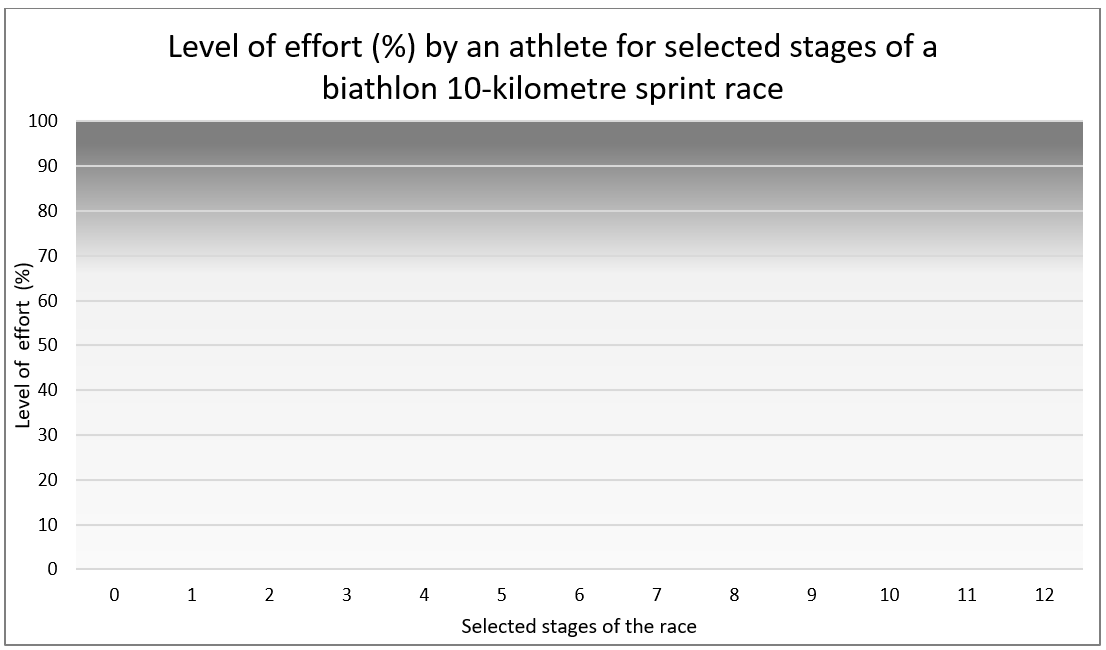 Level of effort (%) by an athlete for selected stages of a
biathlon 10-kilometre sprint race
Level of effort (%)
100
90
80
70
60
50
40
30
20
10
0
0 1 2 3 4 5 6 7 8 9 10 11 12
Selected stages of the race